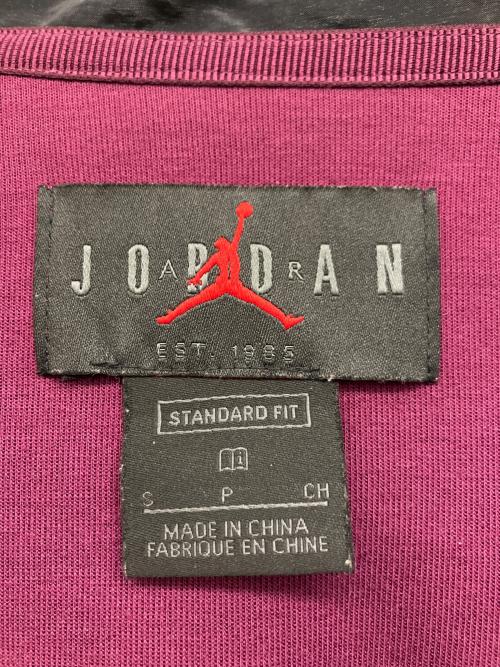 JORDAN
AIR
EST. 1985
STANDARD FIT
S P CH
MADE IN CHINA
FABRIQUE EN CHINE